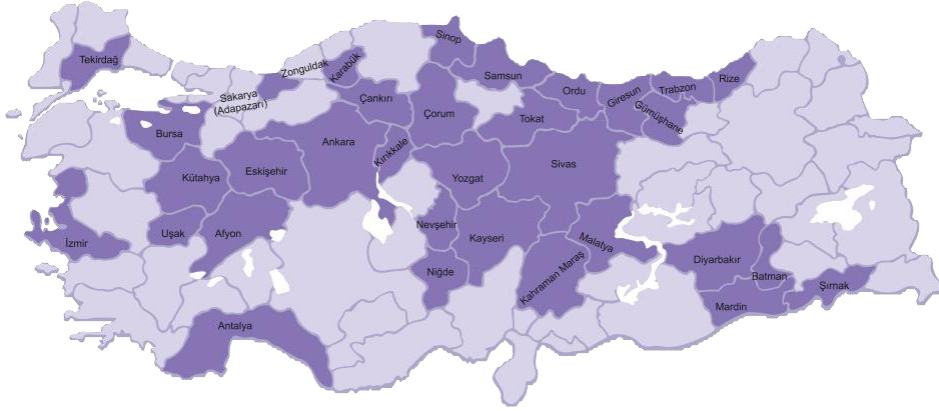 Sinop
Tekirdağ
Zonguldak
Karabük
Samsun
Rize
Sakarya
(Adapazarı)
Çankırı
Ordu
Giresun
Trabzon
Çorum
Tokat
Gümüşhane
Bursa
Ankara
Kırıkkale
Sivas
Kütahya
Eskişehir
Yozgat
Nevşehir
Uşak
Afyon
Kayseri
Malatya
İzmir
Diyarbakır
Niğde
Kahraman Maraş
Batman
Şırnak
Mardin
Antalya